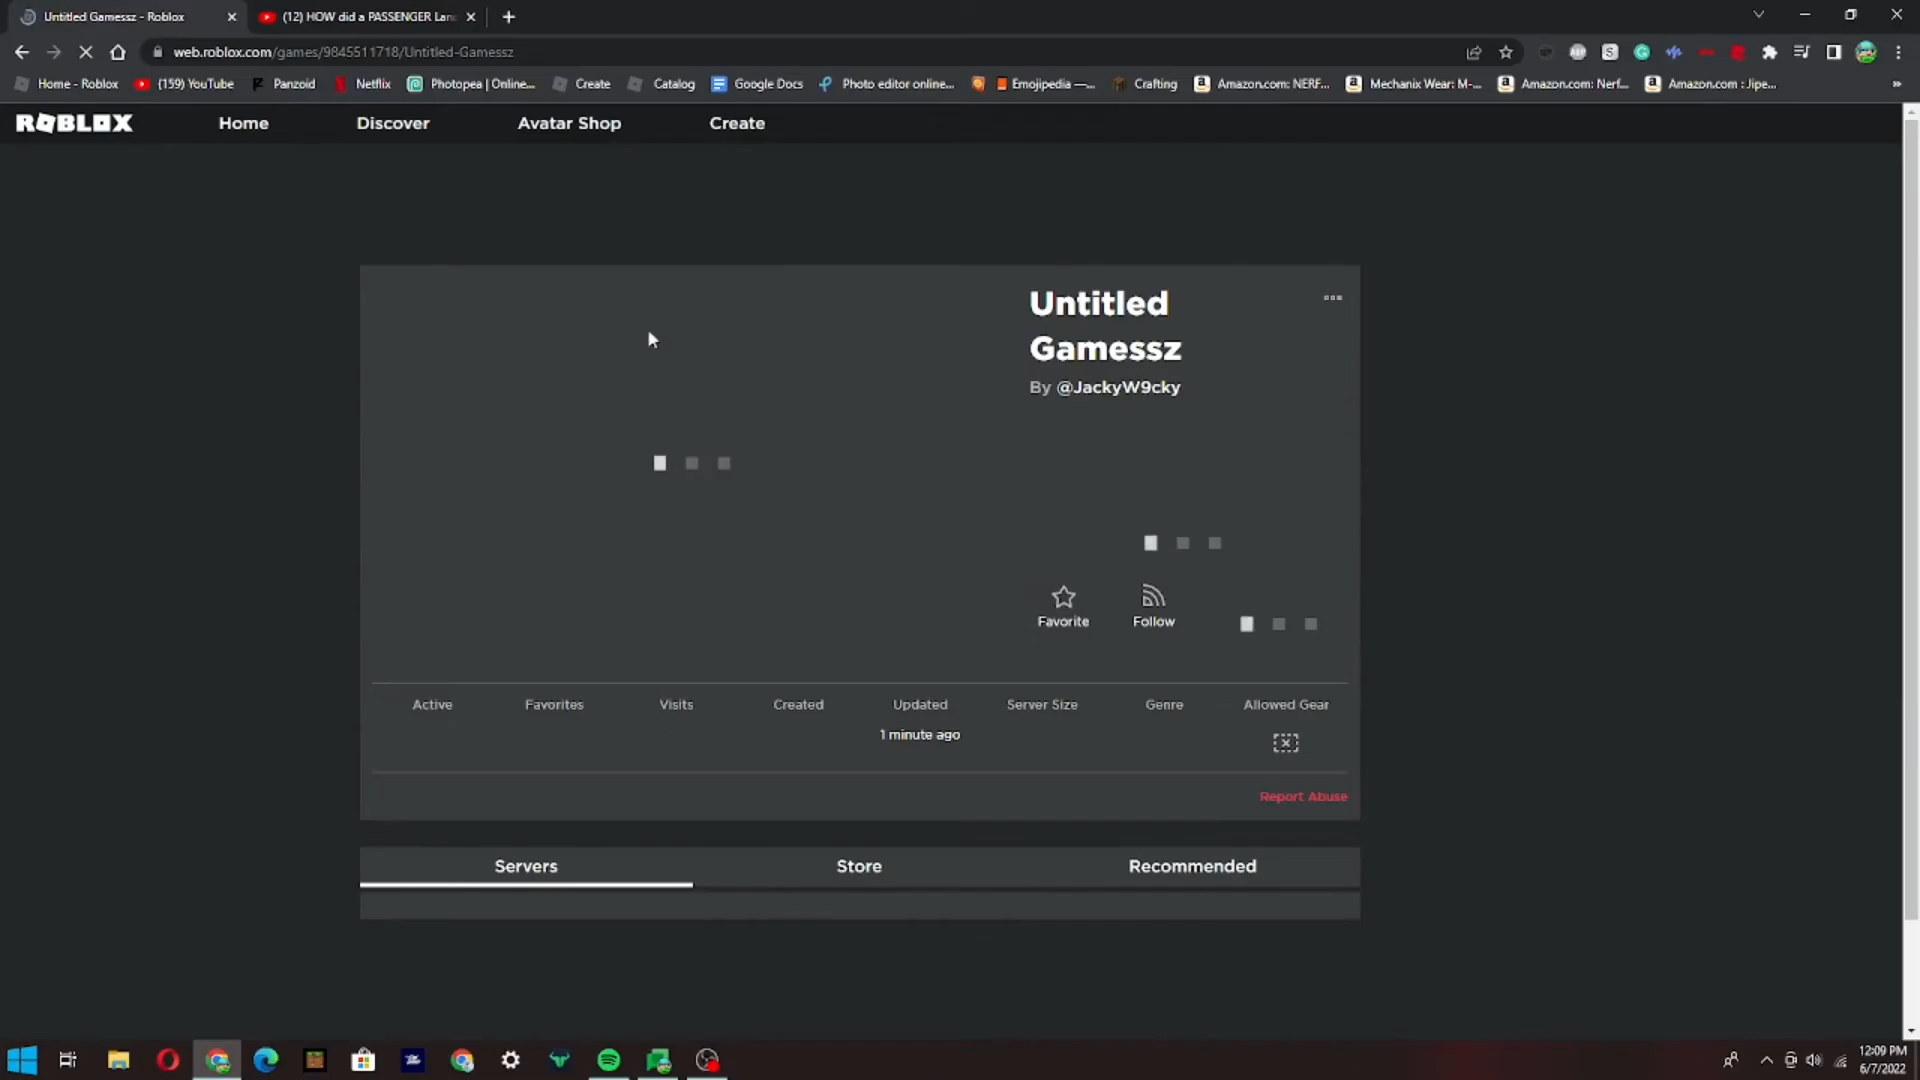 Untitled Gamessz - Roblox
(12) HOW did a PASSENGER Lan
web.roblox.com/games/9845511718/Untitled-Gamessz
Home - Roblox
(159) YouTube
Panzoid
Netflix
Photopea | Online...
Create
Catalog
Google Docs
Photo editor online...
Emojipedia —...
Crafting
Amazon.com: NERF...
Mechanix Wear: M-...
Amazon.com: Nerf...
Amazon.com : Jipe...
»
ROBLOX
Home
Discover
Avatar Shop
Create
Untitled
Gamessz
By @JackyW9cky
Favorite
Follow
Active
Favorites
Visits
Created
Updated
Server Size
Genre
Allowed Gear
1 minute ago
Report Abuse
Servers
Store
Recommended
12:09 PM
6/7/2022